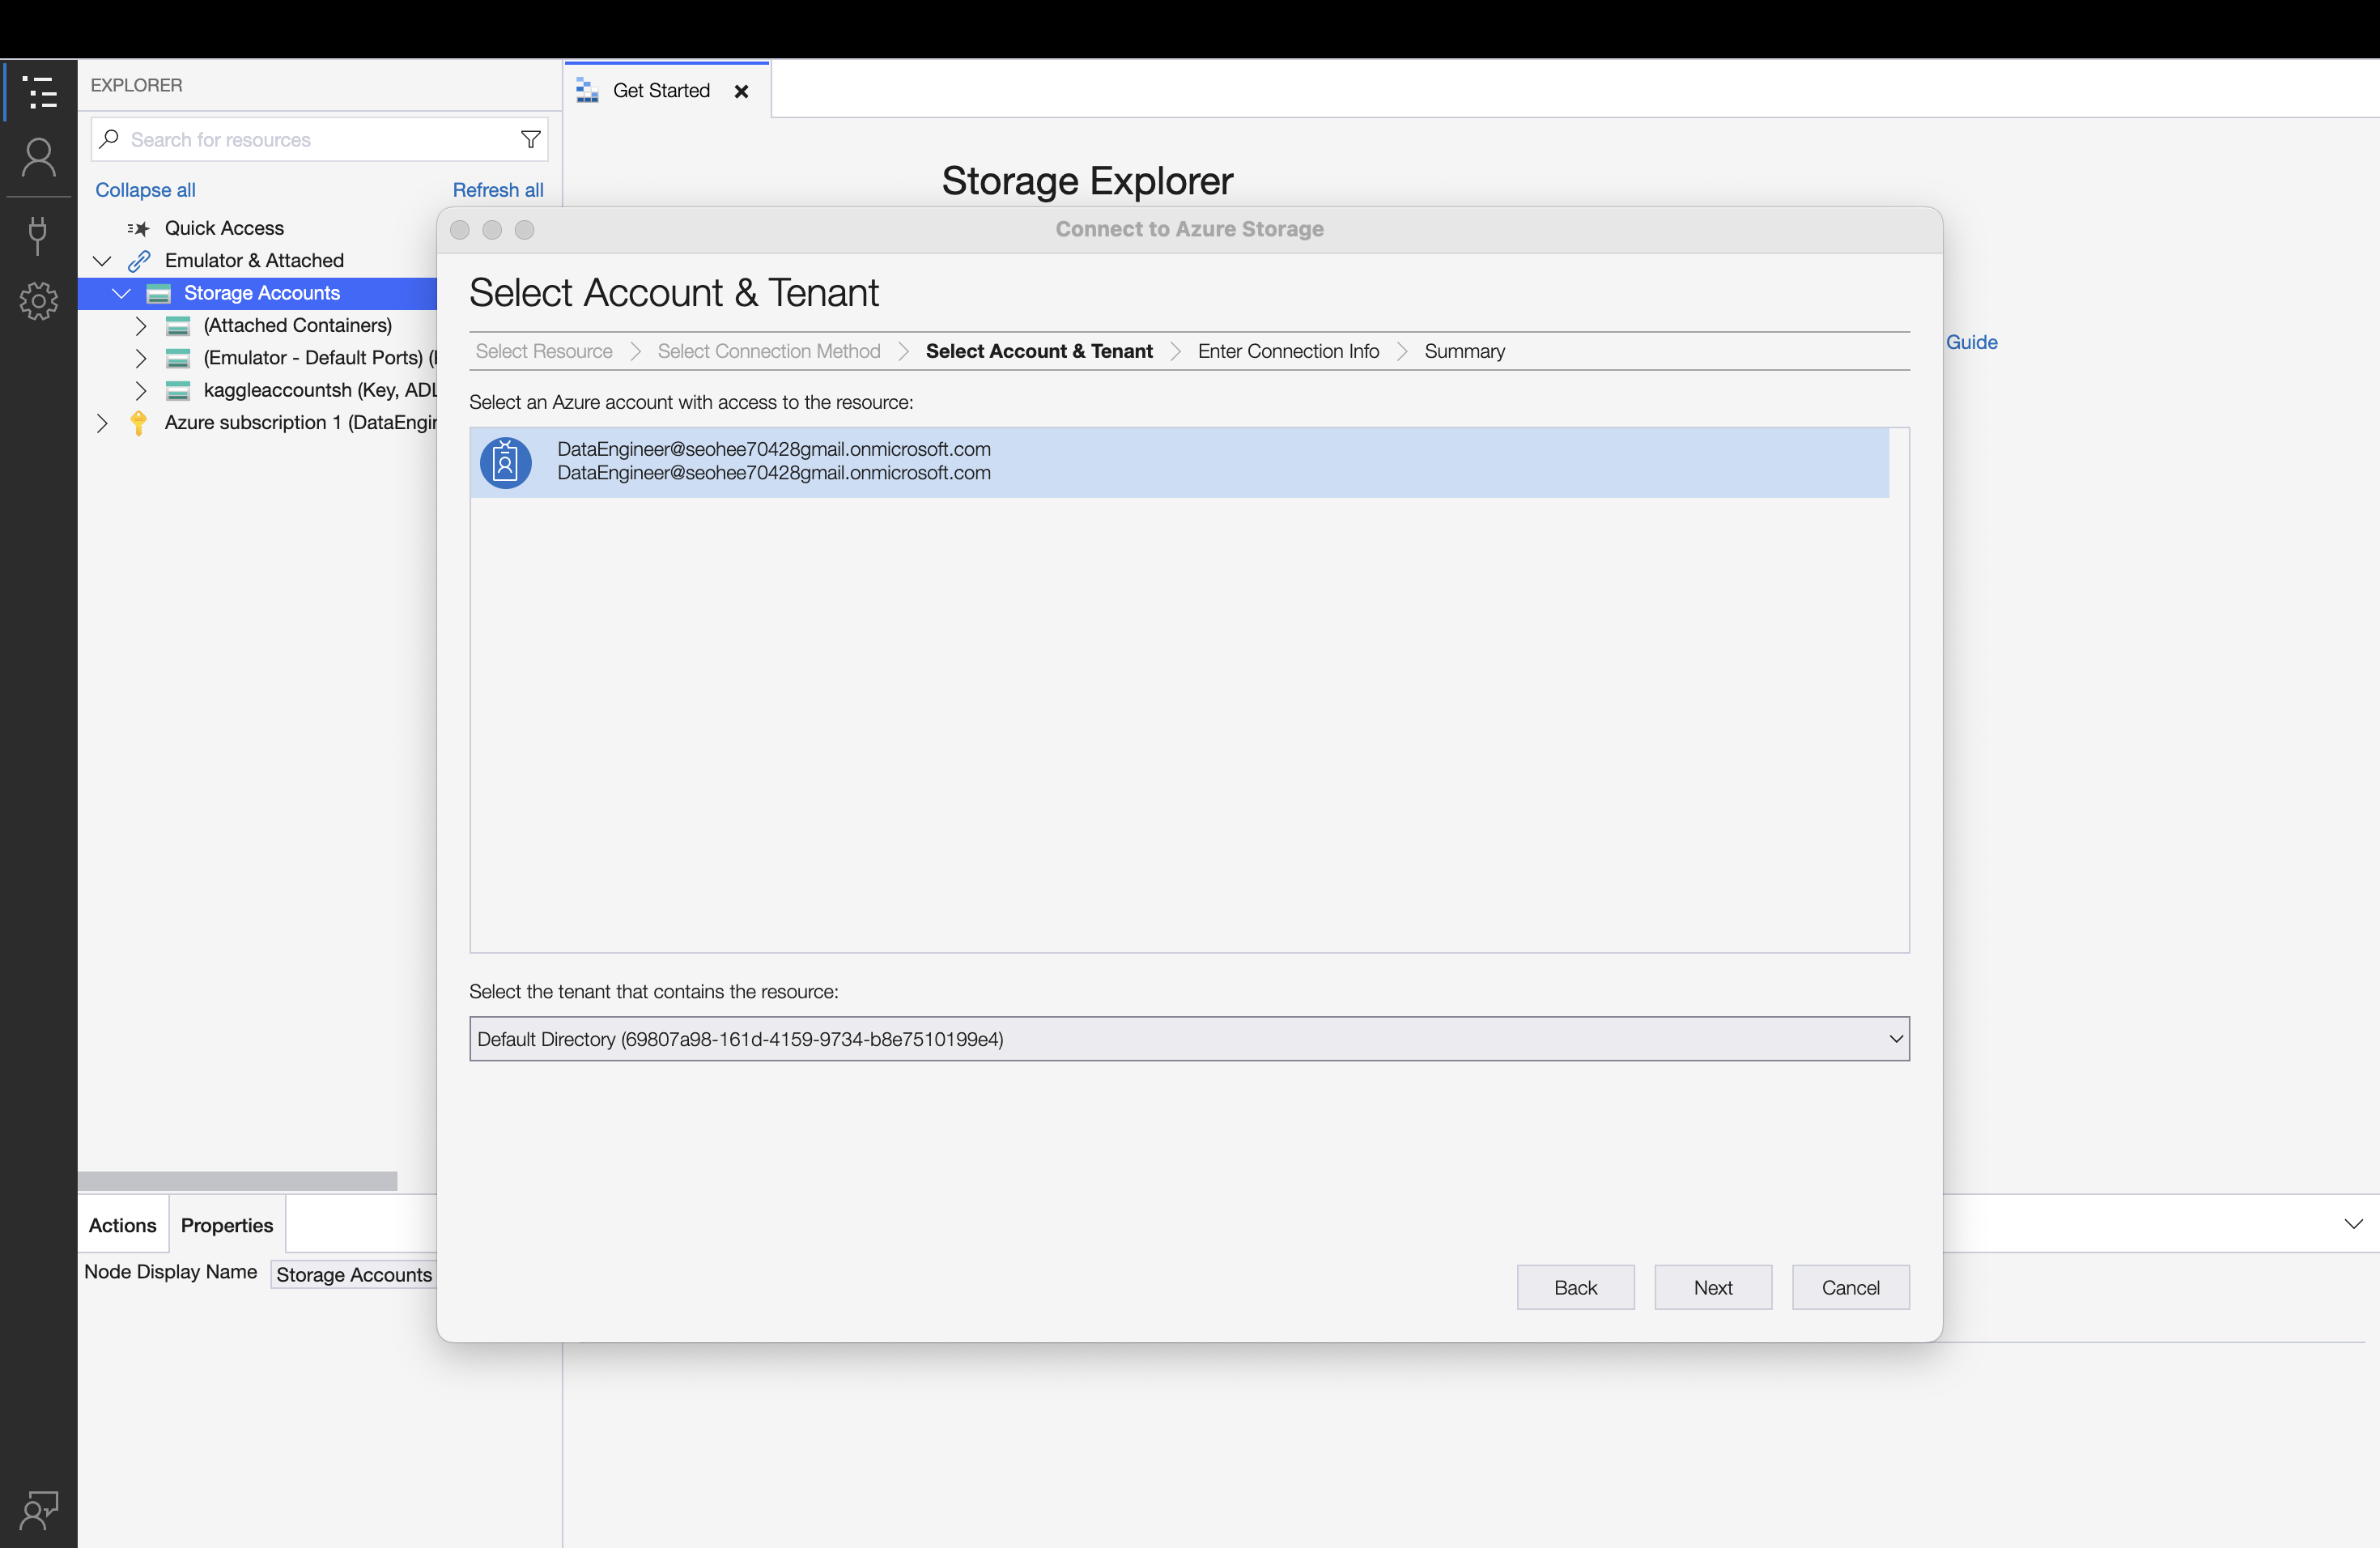 EXPLORER
Search for resources
Collapse all
Refresh all
Quick Access
Emulator & Attached
Storage Accounts
(Attached Containers)
(Emulator - Default Ports)
kaggleaccountsh (Key,
Azure subscription 1
Get Started
Storage Explorer
Guide
Connect to Azure Storage
Select Account & Tenant
Select Resource
Select Connection Method
Select Account & Tenant
Enter Connection Info
Summary
Select an Azure account with access to the resource:
DataEngineer@seohee70428gmail.onmicrosoft.com
DataEngineer@seohee70428gmail.onmicrosoft.com
Select the tenant that contains the resource:
Default Directory (69807a98-161d-4159-9734-b8e7510199e4)
Back
Next
Cancel
Actions
Properties
Node Display Name
Storage Accounts